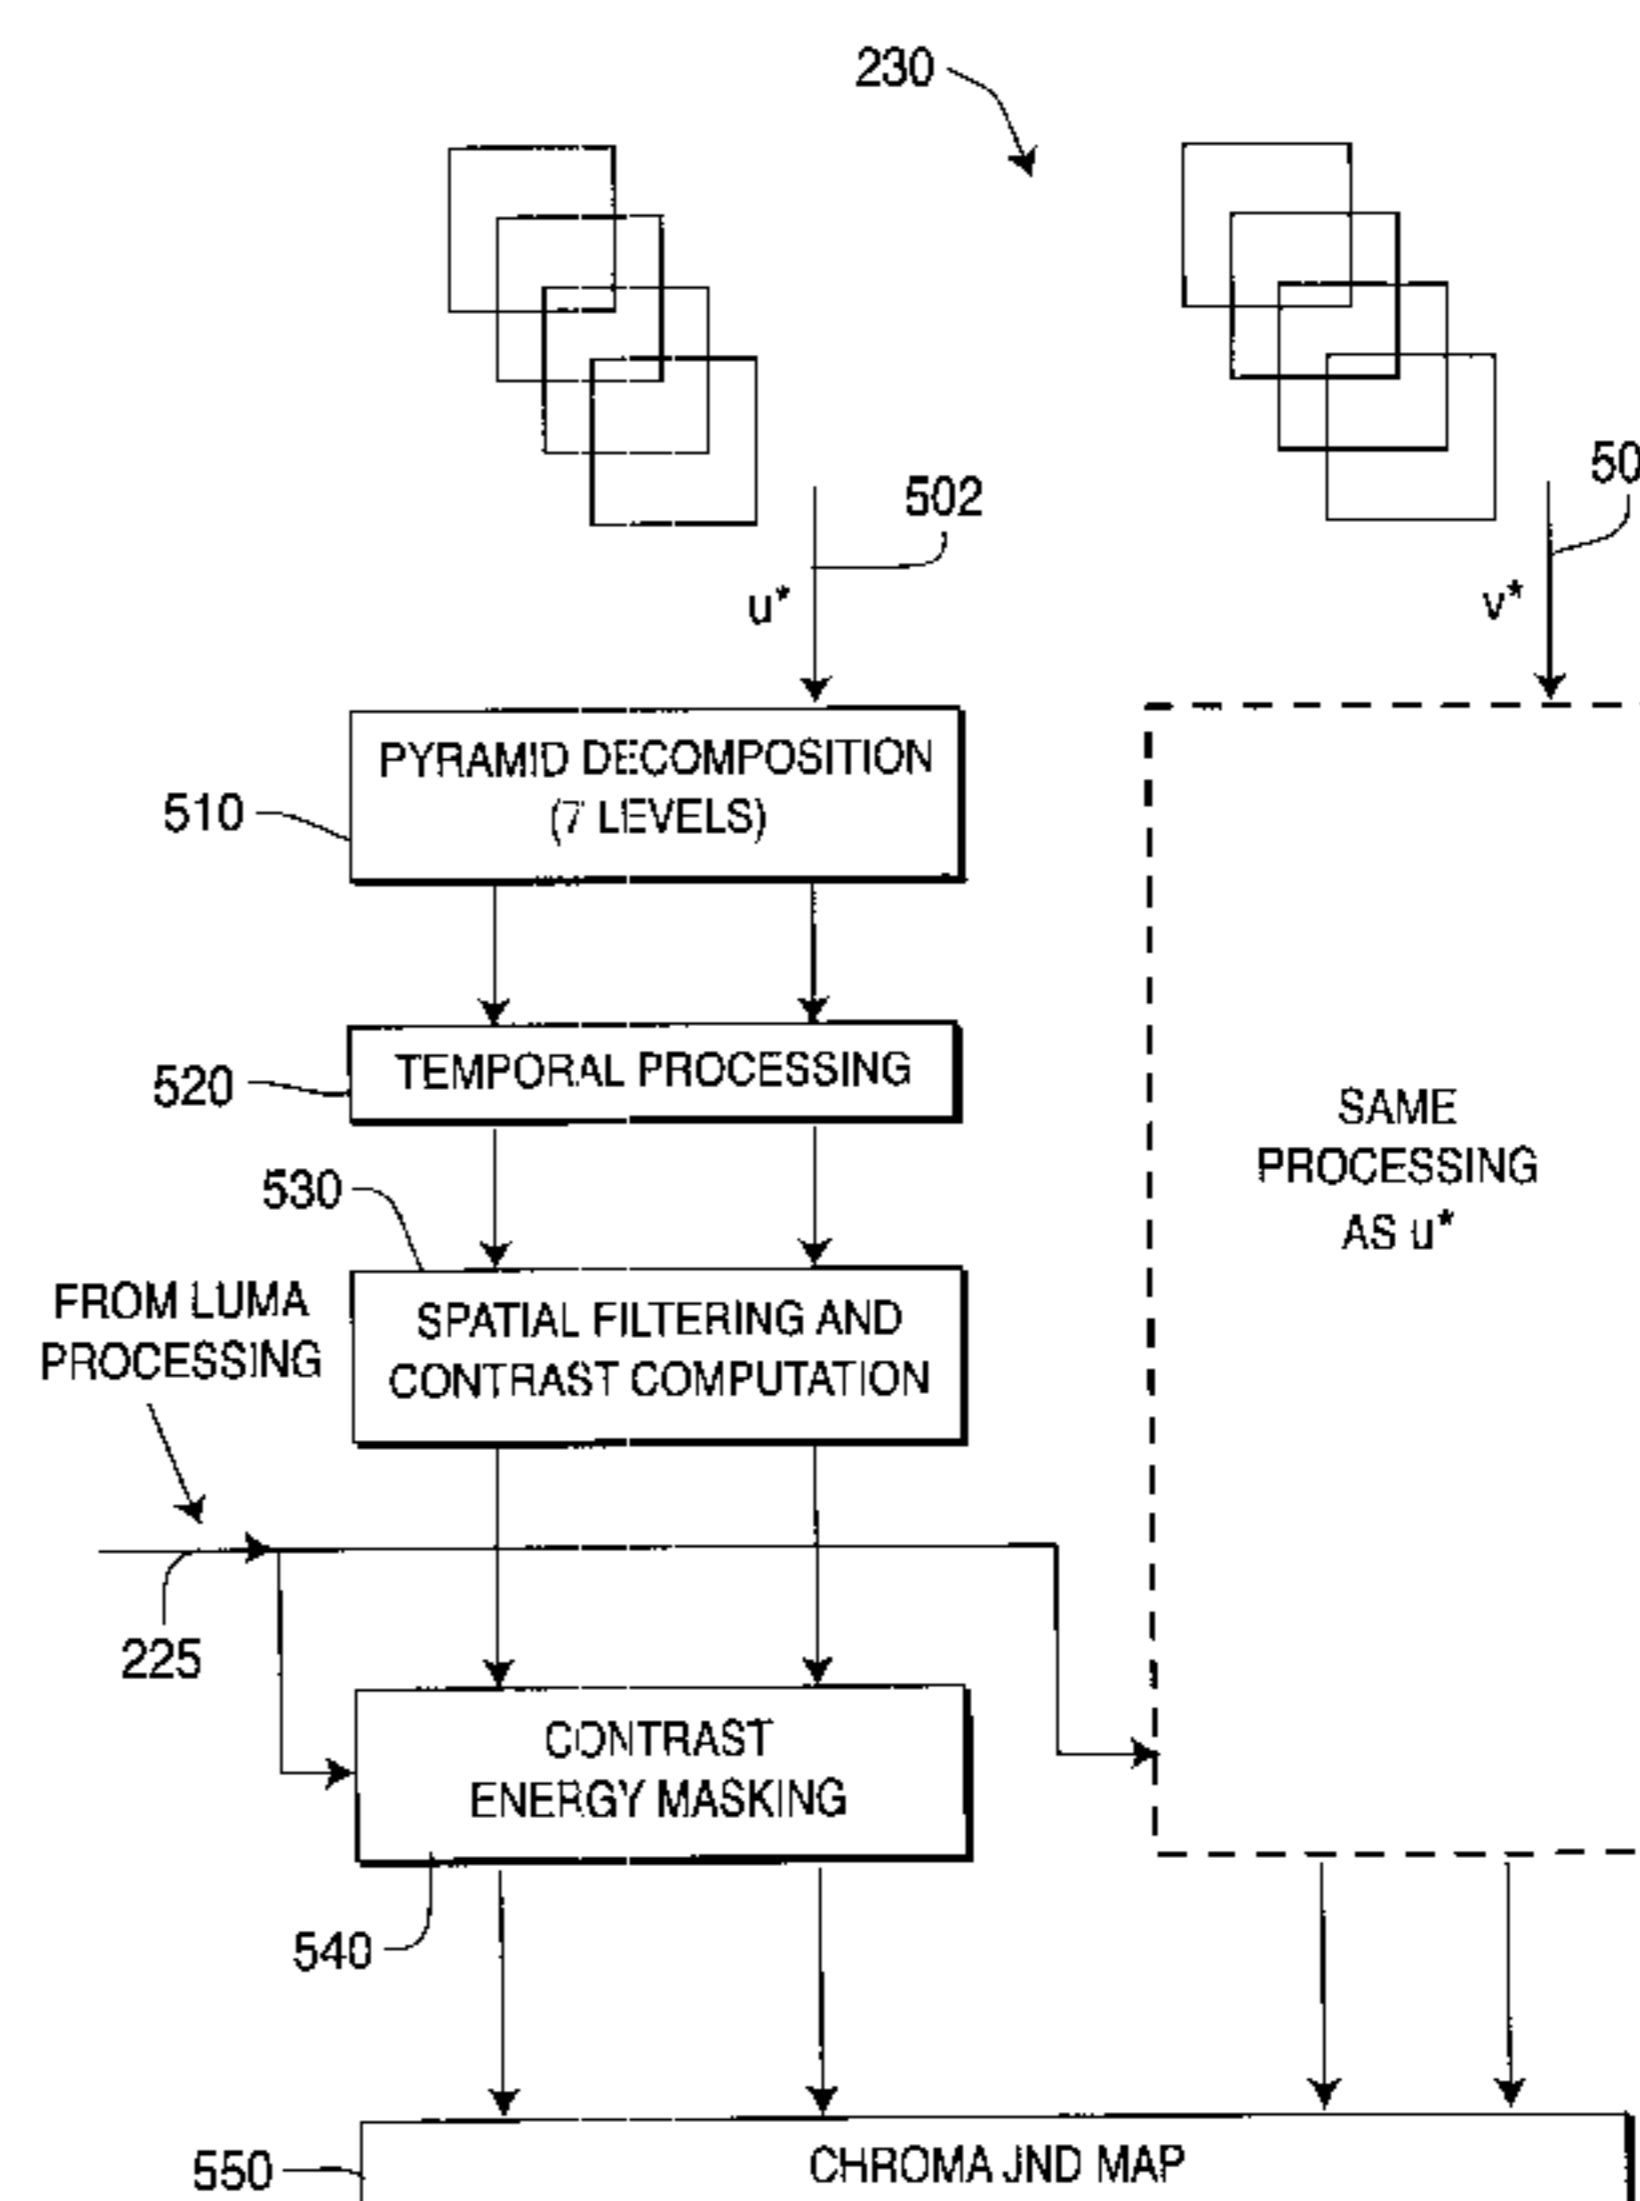 230
502
50
u*
v*
PYRAMID DECOMPOSITION
(7 LEVELS)
510
TEMPORAL PROCESSING
520
SAME
PROCESSING
AS u*
530
FROM LUMA
PROCESSING
SPATIAL FILTERING AND
CONTRAST COMPUTATION
225
CONTRAST
ENERGY MASKING
540
CHROMA JND MAP
550